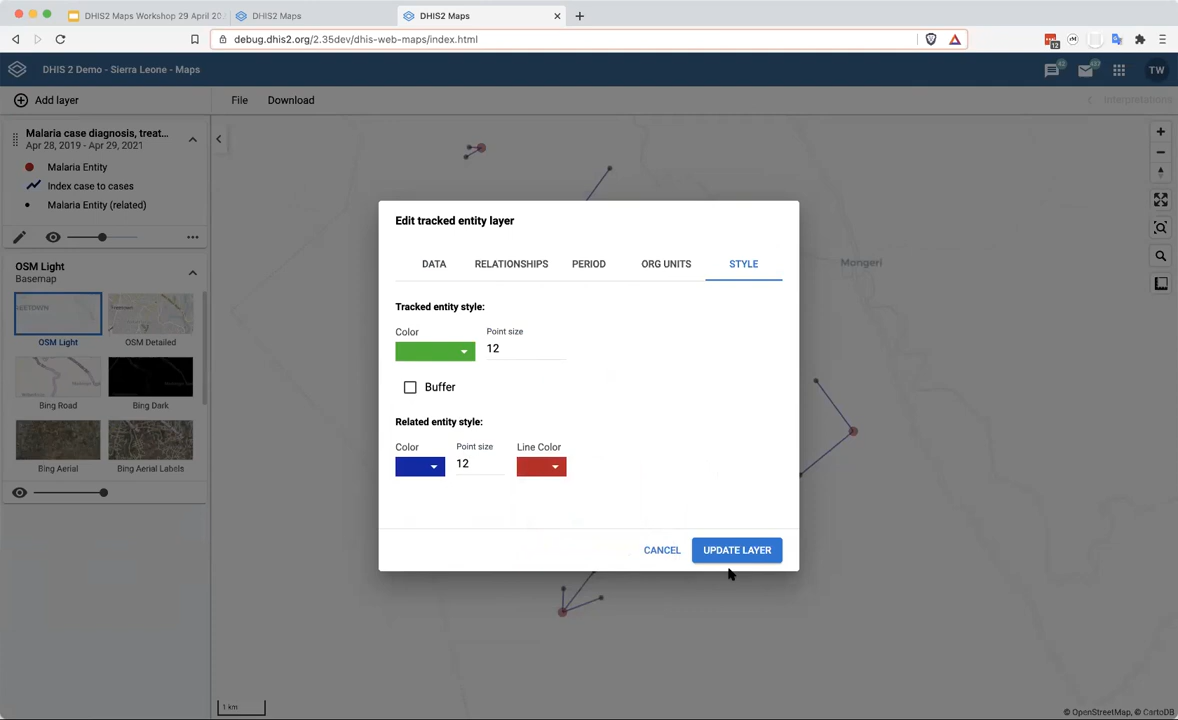 DHIS2 Maps Workshop 29 April 20
DHIS2 Maps
DHIS2 Maps
debug.dhis2.org/2.35dev/dhis-web-maps/index.html
12
DHIS 2 Demo - Sierra Leone - Maps
TW
Add layer
File
Download
Interpretations
Malaria case diagnosis, treat...
Apr 28, 2019 - Apr 29, 2021
Malaria Entity
Index case to cases
Malaria Entity (related)
OSM Light
Basemap
OSM Light
OSM Detailed
Bing Road
Bing Dark
Bing Aerial
Bing Aerial Labels
Mongeri
Edit tracked entity layer
DATA
RELATIONSHIPS
PERIOD
ORG UNITS
STYLE
Tracked entity style:
Color
Point size
12
Buffer
Related entity style:
Color
Point size
Line Color
12
CANCEL
UPDATE LAYER
1 km
© OpenStreetMap, © CartoDB